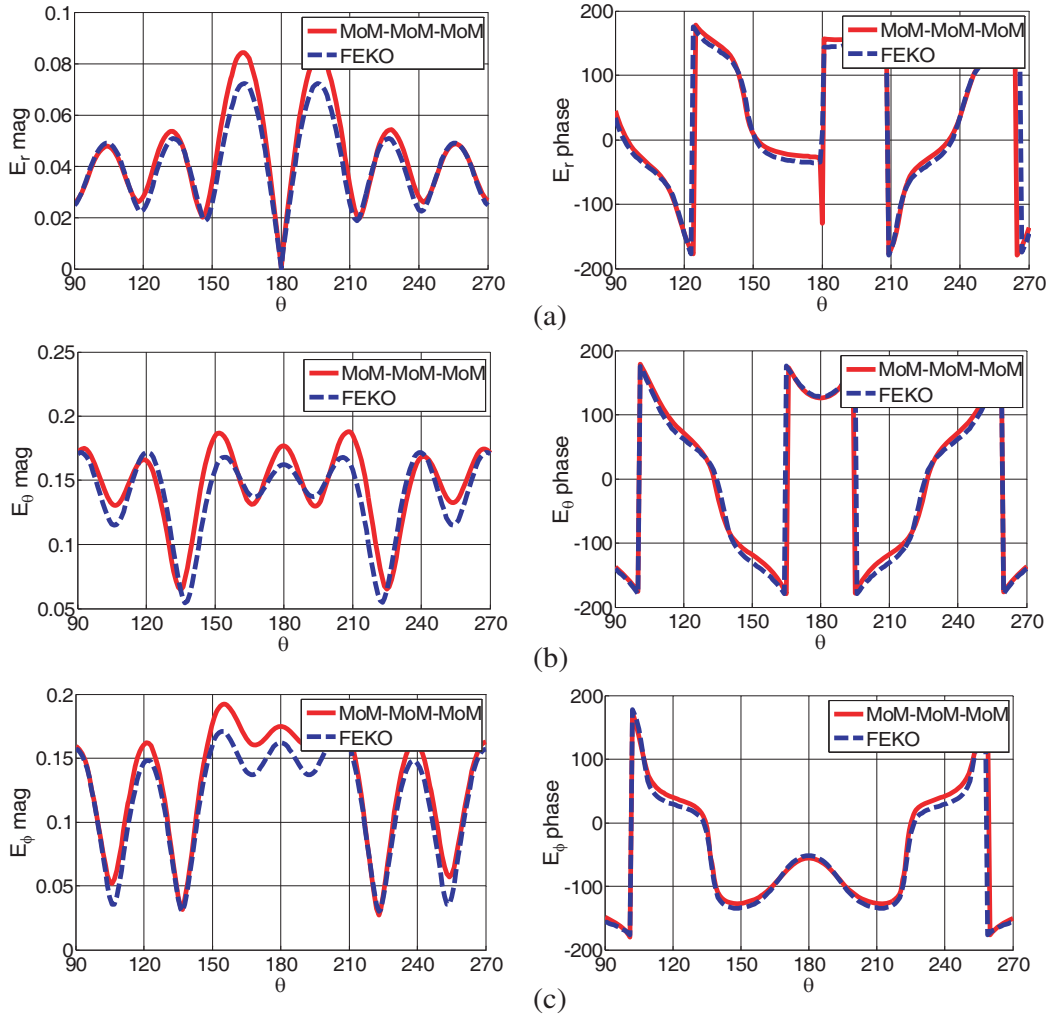 0.1
0.08
0.06
0.04
0.02
0
E_r mag
MoM-MoM-MoM
FEKO
90 120 150 180 210 240 270
θ
200
100
0
-100
-200
E_r phase
MoM-MoM-MoM
FEKO
90 120 150 180 210 240 270
θ
(a)
0.25
0.2
0.15
0.1
0.05
E_θ mag
MoM-MoM-MoM
FEKO
90 120 150 180 210 240 270
θ
200
100
0
-100
-200
E_θ phase
MoM-MoM-MoM
FEKO
90 120 150 180 210 240 270
θ
(b)
0.2
0.15
0.1
0.05
0
E_ϕ mag
MoM-MoM-MoM
FEKO
90 120 150 180 210 240 270
θ
200
100
0
-100
-200
E_ϕ phase
MoM-MoM-MoM
FEKO
90 120 150 180 210 240 270
θ
(c)